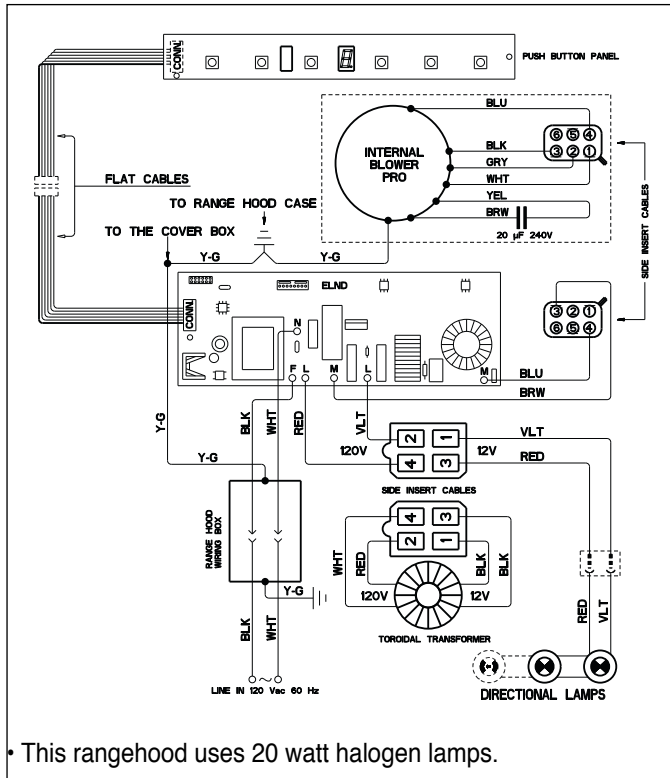 CONN.
PUSH BUTTON PANEL
BLU
INTERNAL
BLOWER
PRO
BLK
GRY
WHT
YEL
BRW
20 µF 240V
6 5 4
3 2 1
SIDE INSERT CABLES
FLAT CABLES
TO RANGE HOOD CASE
TO THE COVER BOX
Y-G
Y-G
ELND
CONN.
N
F L M L M
3 2 1
6 5 4
BLU
BRW
Y-G
BLK
WHT
RED
VLT
Y-G
120V
2 1
4 3
12V
VLT
RED
SIDE INSERT CABLES
RANGE HOOD
WIRING BOX
4 3
2 1
WHT
RED
BLK
BLK
120V
12V
TOROIDAL TRANSFORMER
Y-G
BLK
WHT
RED
VLT
LINE IN 120 Vac 60 Hz
DIRECTIONAL LAMPS
• This rangehood uses 20 watt halogen lamps.